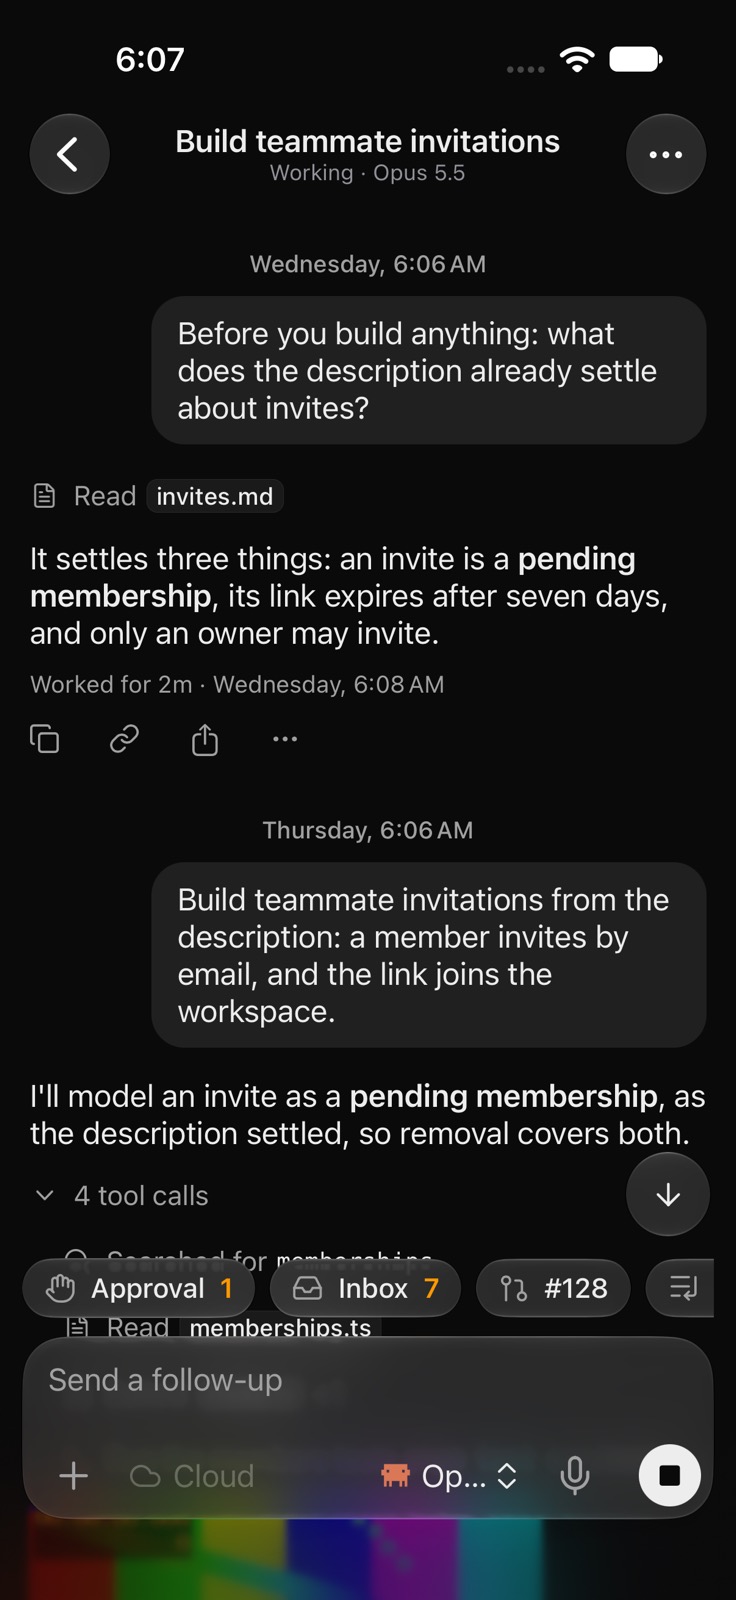 6:07
Build teammate invitations
Working · Opus 5.5
Wednesday, 6:06 AM
Before you build anything: what
does the description already settle
about invites?
Read invites.md
It settles three things: an invite is a pending
membership, its link expires after seven days,
and only an owner may invite.
Worked for 2m · Wednesday, 6:08 AM
Thursday, 6:06 AM
Build teammate invitations from the
description: a member invites by
email, and the link joins the
workspace.
I'll model an invite as a pending membership, as
the description settled, so removal covers both.
4 tool calls
Searched for memberships
Approval 1
Inbox 7
#128
Read memberships.ts
Send a follow-up
Cloud
Op...